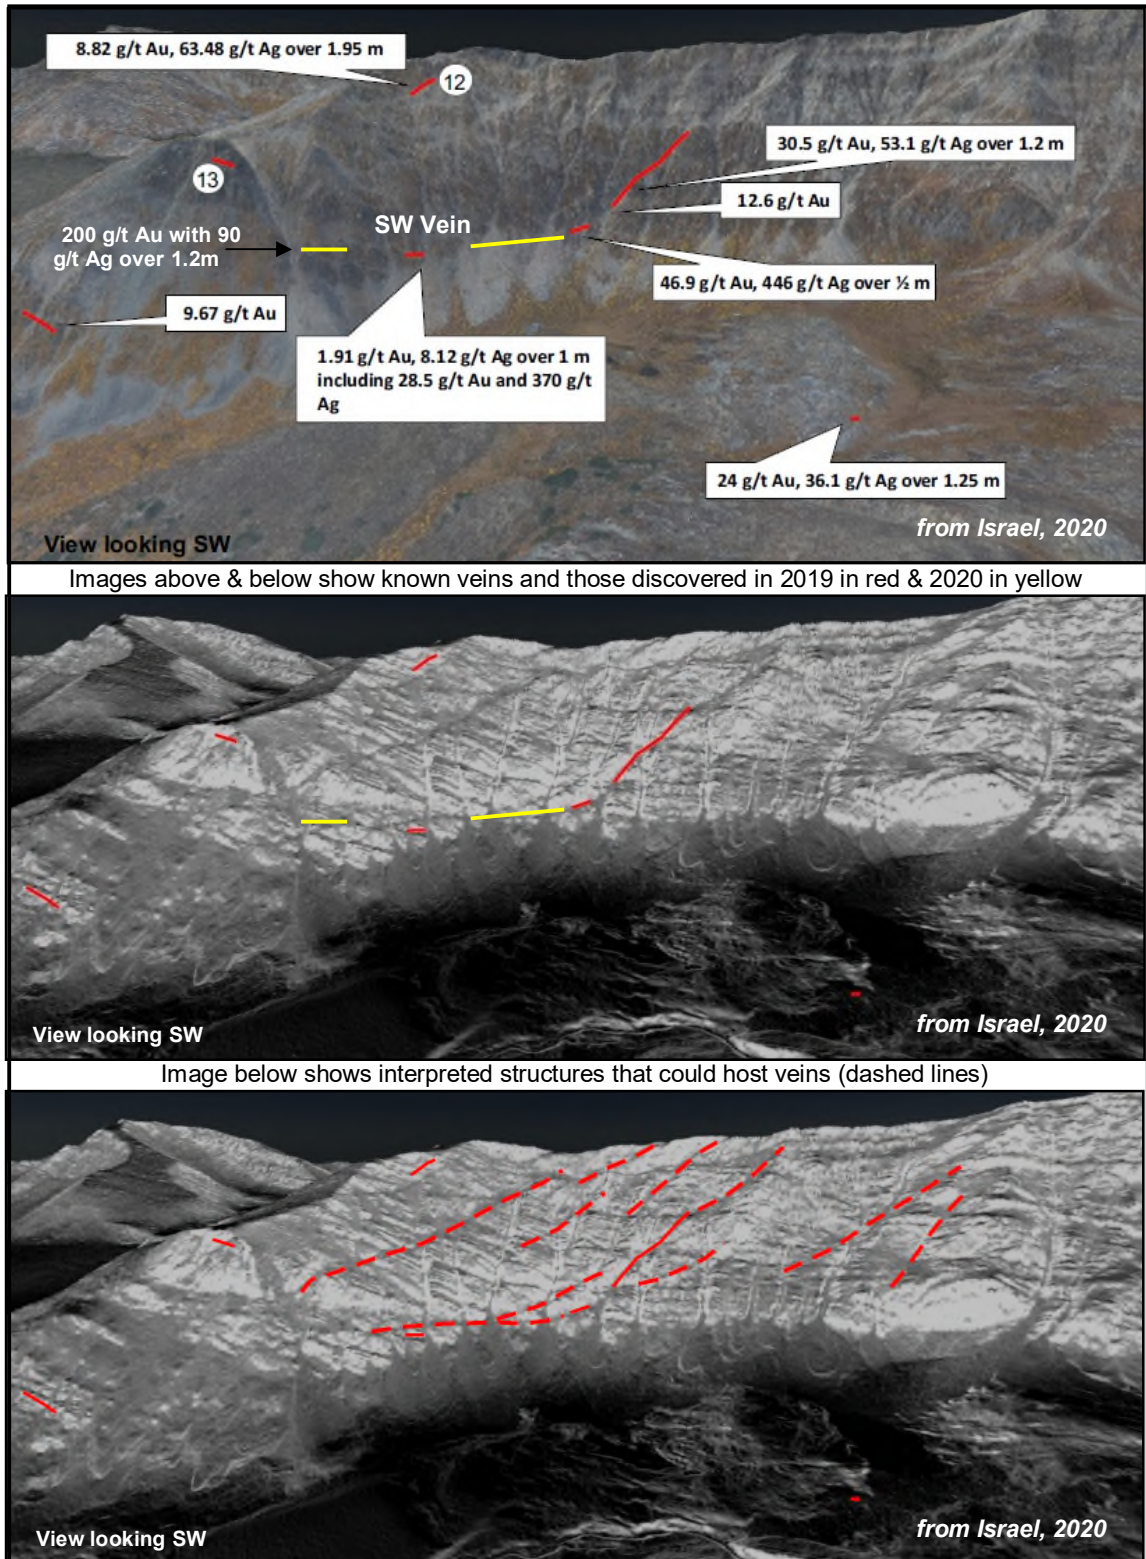 8.82 g/t Au, 63.48 g/t Ag over 1.95 m
12
30.5 g/t Au, 53.1 g/t Ag over 1.2 m
13
12.6 g/t Au
SW Vein
200 g/t Au with 90
g/t Ag over 1.2m
46.9 g/t Au, 446 g/t Ag over ½ m
9.67 g/t Au
1.91 g/t Au, 8.12 g/t Ag over 1 m
including 28.5 g/t Au and 370 g/t
Ag
24 g/t Au, 36.1 g/t Ag over 1.25 m
from Israel, 2020
View looking SW
Images above & below show known veins and those discovered in 2019 in red & 2020 in yellow
View looking SW
from Israel, 2020
Image below shows interpreted structures that could host veins (dashed lines)
View looking SW
from Israel, 2020